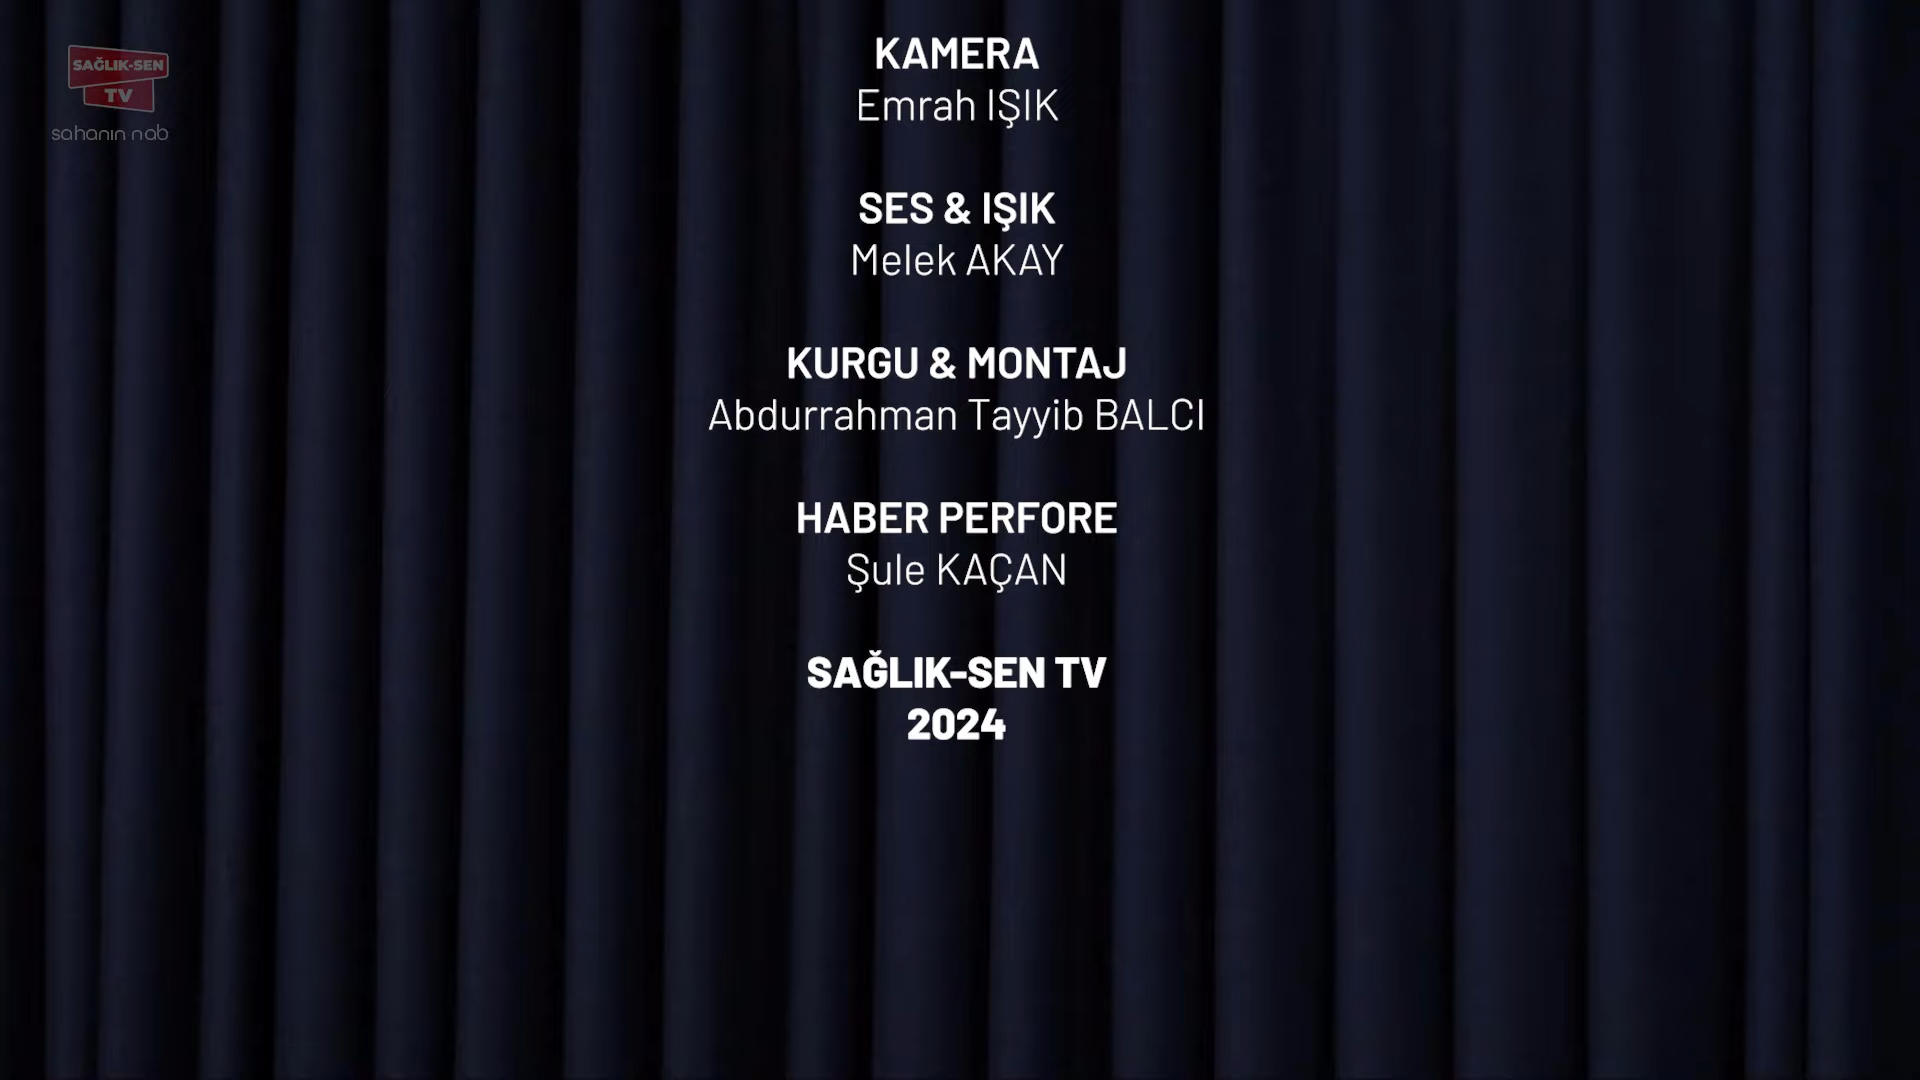 SAĞLIK-SEN
TV
sahanın nab
KAMERA
Emrah IŞIK
SES & IŞIK
Melek AKAY
KURGU & MONTAJ
Abdurrahman Tayyib BALCI
HABER PERFORE
Şule KAÇAN
SAĞLIK-SEN TV
2024